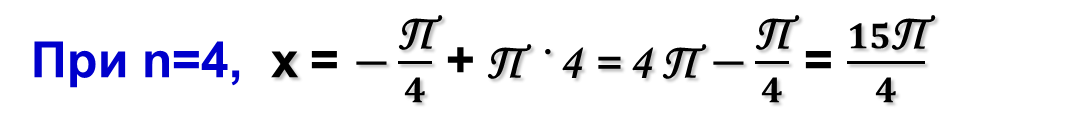 При n=4, x = −𝜋/4 + 𝜋 · 4 = 4𝜋 − 𝜋/4 = 15𝜋/4